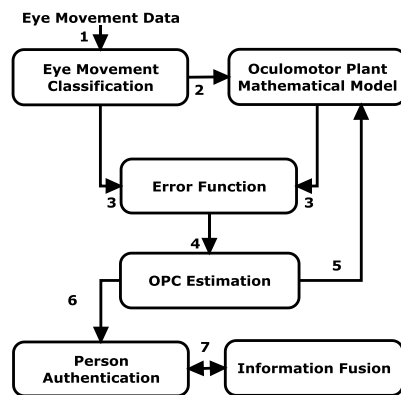 Eye Movement Data
1
Eye Movement
Classification
2
Oculomotor Plant
Mathematical Model
3
Error Function
3
4
OPC Estimation
5
6
Person
Authentication
7
Information Fusion